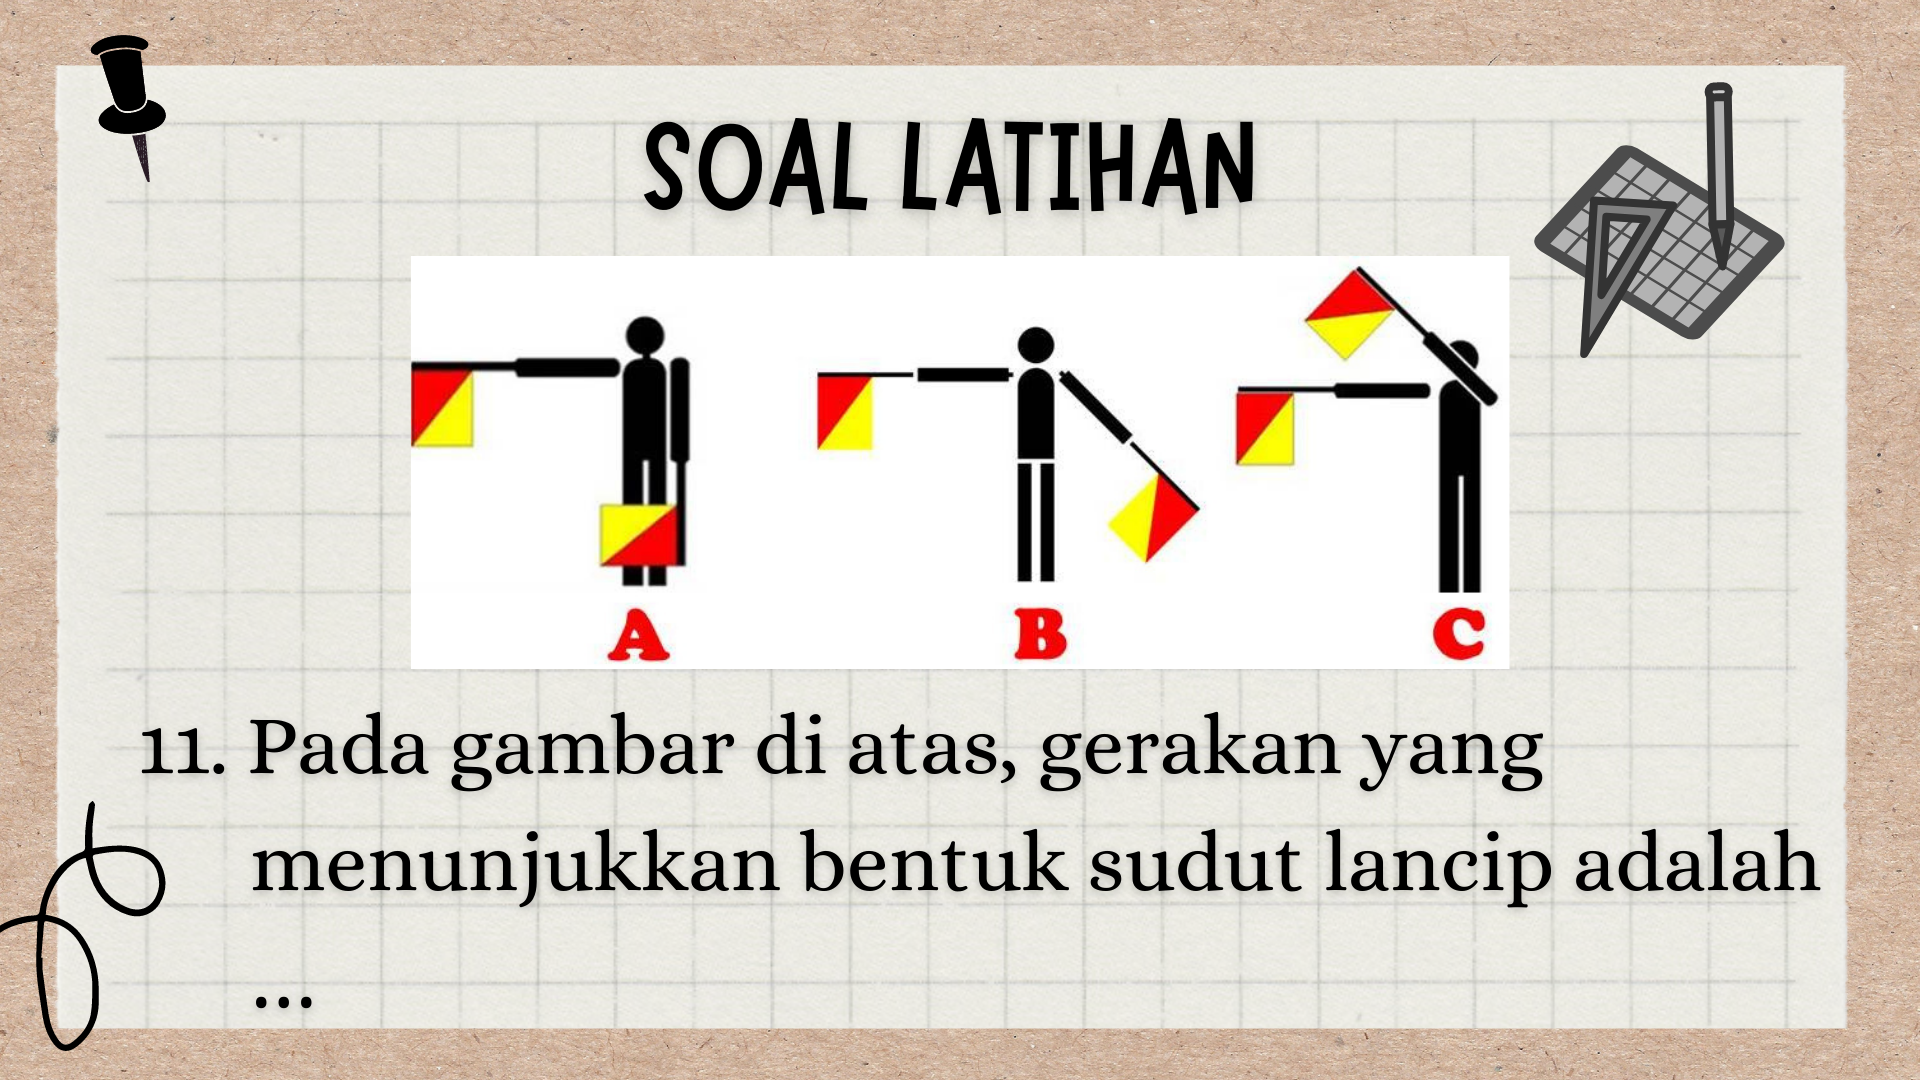 SOAL LATIHAN
A B C
11. Pada gambar di atas, gerakan yang
menunjukkan bentuk sudut lancip adalah
...